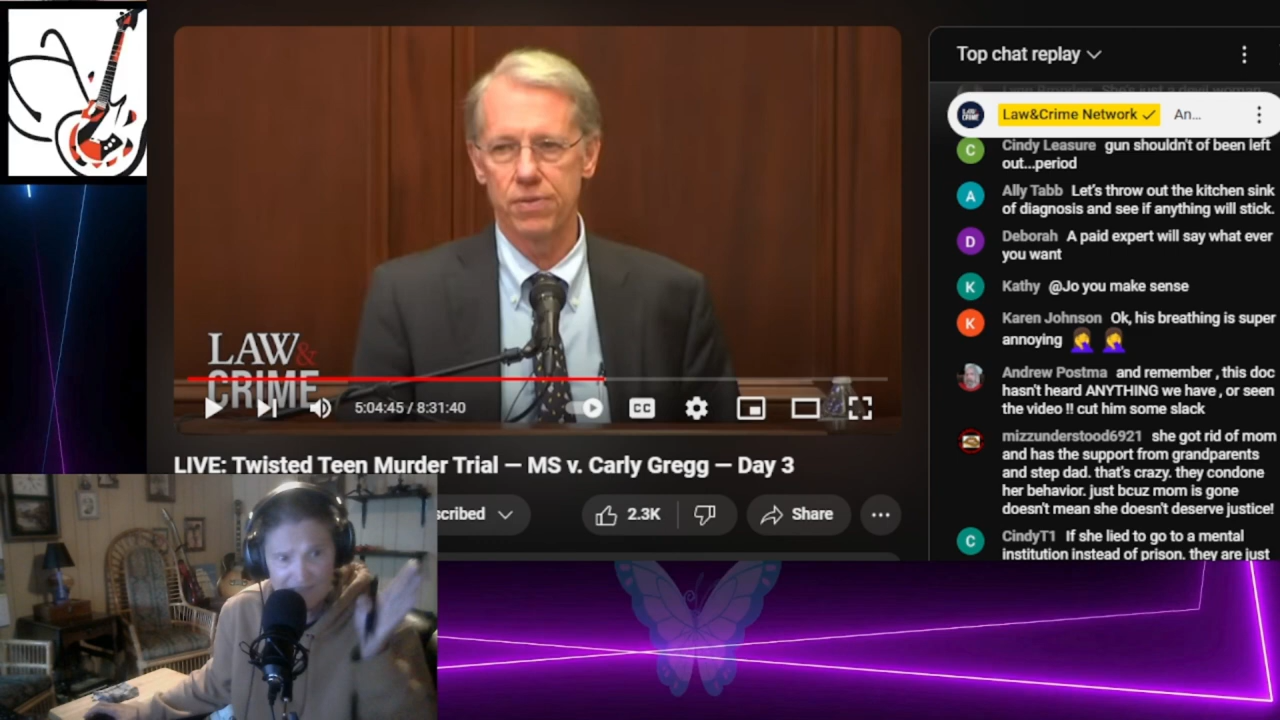 Top chat replay
Law&Crime Network An...
Cindy Leasure gun shouldn't of been left
out...period
Ally Tabb Let's throw out the kitchen sink
of diagnosis and see if anything will stick.
Deborah A paid expert will say what ever
you want
Kathy @Jo you make sense
Karen Johnson Ok, his breathing is super
annoying
Andrew Postma and remember , this doc
hasn't heard ANYTHING we have , or seen
the video !! cut him some slack
mizzunderstood6921 she got rid of mom
and has the support from grandparents
and step dad. that's crazy. they condone
her behavior. just bcuz mom is gone
doesn't mean she doesn't deserve justice!
CindyT1 If she lied to go to a mental
institution instead of prison. they are just
LAW&
CRIME
5:04:45 / 8:31:40
CC
LIVE: Twisted Teen Murder Trial — MS v. Carly Gregg — Day 3
scribed
2.3K
Share
C
A
D
K
K
C